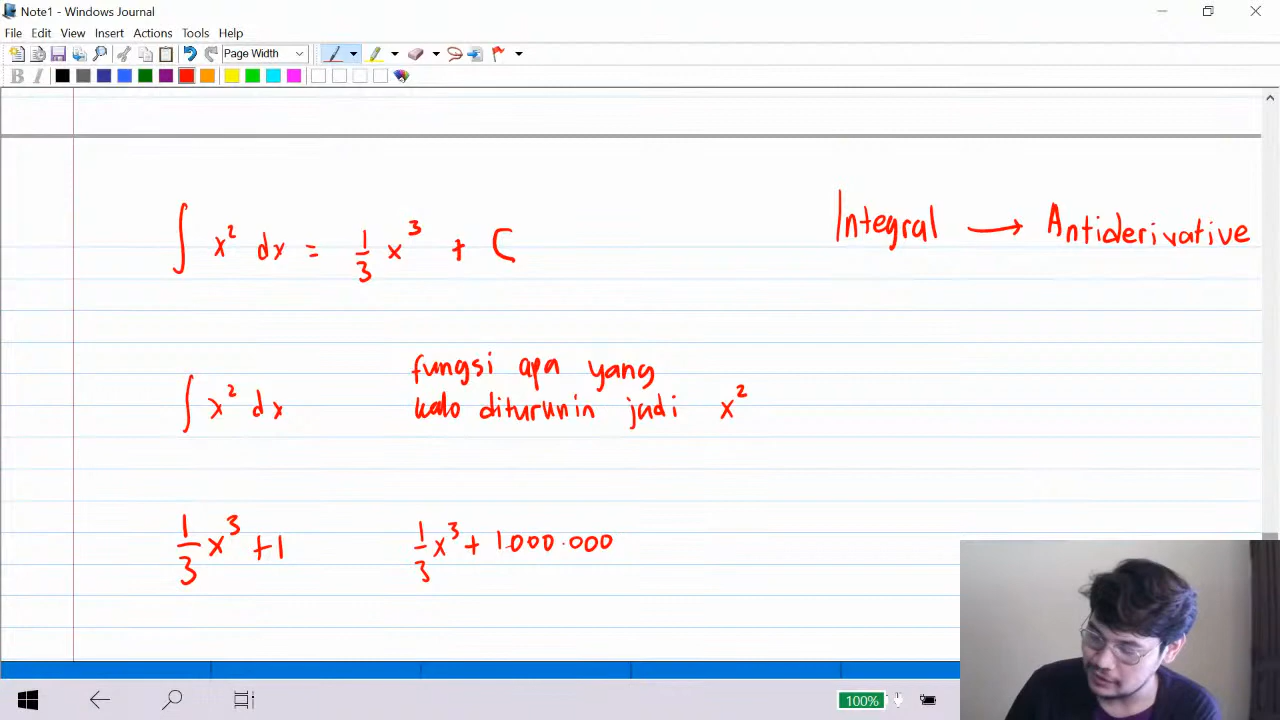 Note1 - Windows Journal
File Edit View Insert Actions Tools Help
Page Width
B I
∫ x² dx = 1/3 x³ + C
Integral → Antiderivative
∫ x² dx
fungsi apa yang
kalo diturunin jadi x²
1/3 x³ + 1
1/3 x³ + 1.000.000
100%